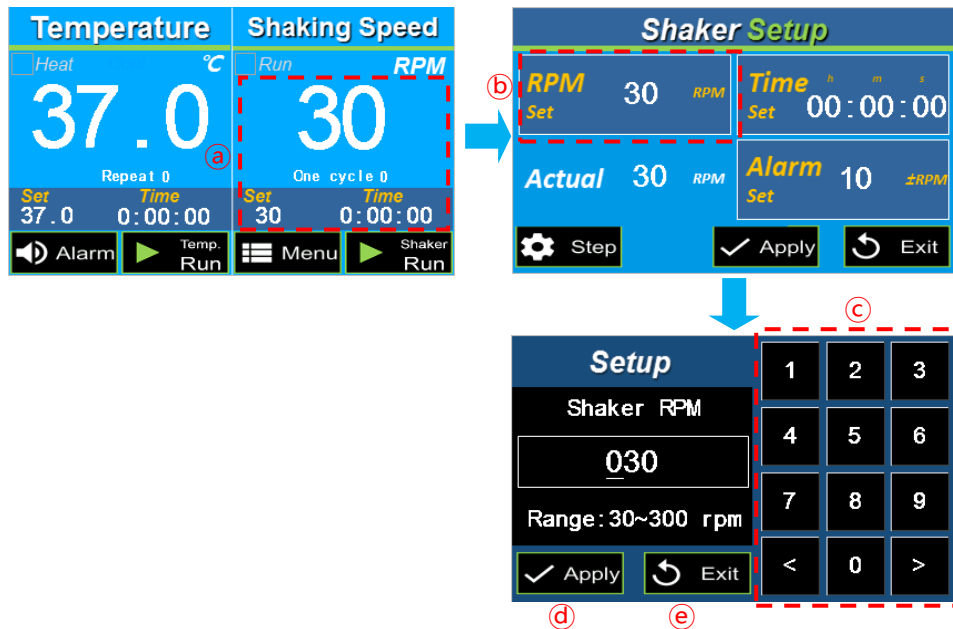 Temperature
Shaking Speed
Heat ℃
Run RPM
37.0
30
ⓐ
Repeat 0
One cycle 0
Set Time
37.0 0:00:00
Set Time
30 0:00:00
Alarm
Temp. Run
Menu
Shaker Run
Shaker Setup
ⓑ
RPM Set 30 RPM
h m s
Time Set 00:00:00
Actual 30 RPM
Alarm Set 10 ±RPM
Step
Apply
Exit
ⓒ
Setup
Shaker RPM
030
Range:30~300 rpm
Apply
Exit
1 2 3
4 5 6
7 8 9
< 0 >
ⓓ
ⓔ